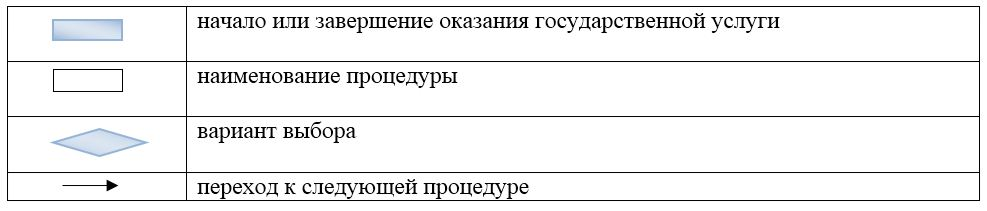 начало или завершение оказания государственной услуги
наименование процедуры
вариант выбора
переход к следующей процедуре